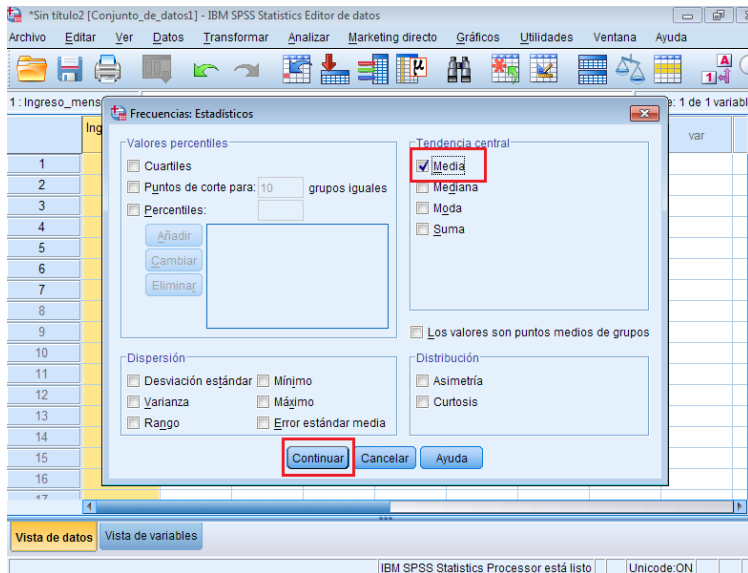 *Sin título2 [Conjunto_de_datos1] - IBM SPSS Statistics Editor de datos
Archivo Editar Ver Datos Transformar Analizar Marketing directo Gráficos Utilidades Ventana Ayuda
1 : Ingreso_mens
e: 1 de 1 variabl
Ing
var
Frecuencias: Estadísticos
Valores percentiles
Cuartiles
Puntos de corte para: 10 grupos iguales
Percentiles:
Añadir
Cambiar
Eliminar
Tendencia central
Media
Mediana
Moda
Suma
Los valores son puntos medios de grupos
Dispersión
Desviación estándar Mínimo
Varianza Máximo
Rango Error estándar media
Distribución
Asimetría
Curtosis
Continuar Cancelar Ayuda
1
2
3
4
5
6
7
8
9
10
11
12
13
14
15
16
17
Vista de datos Vista de variables
IBM SPSS Statistics Processor está listo Unicode:ON